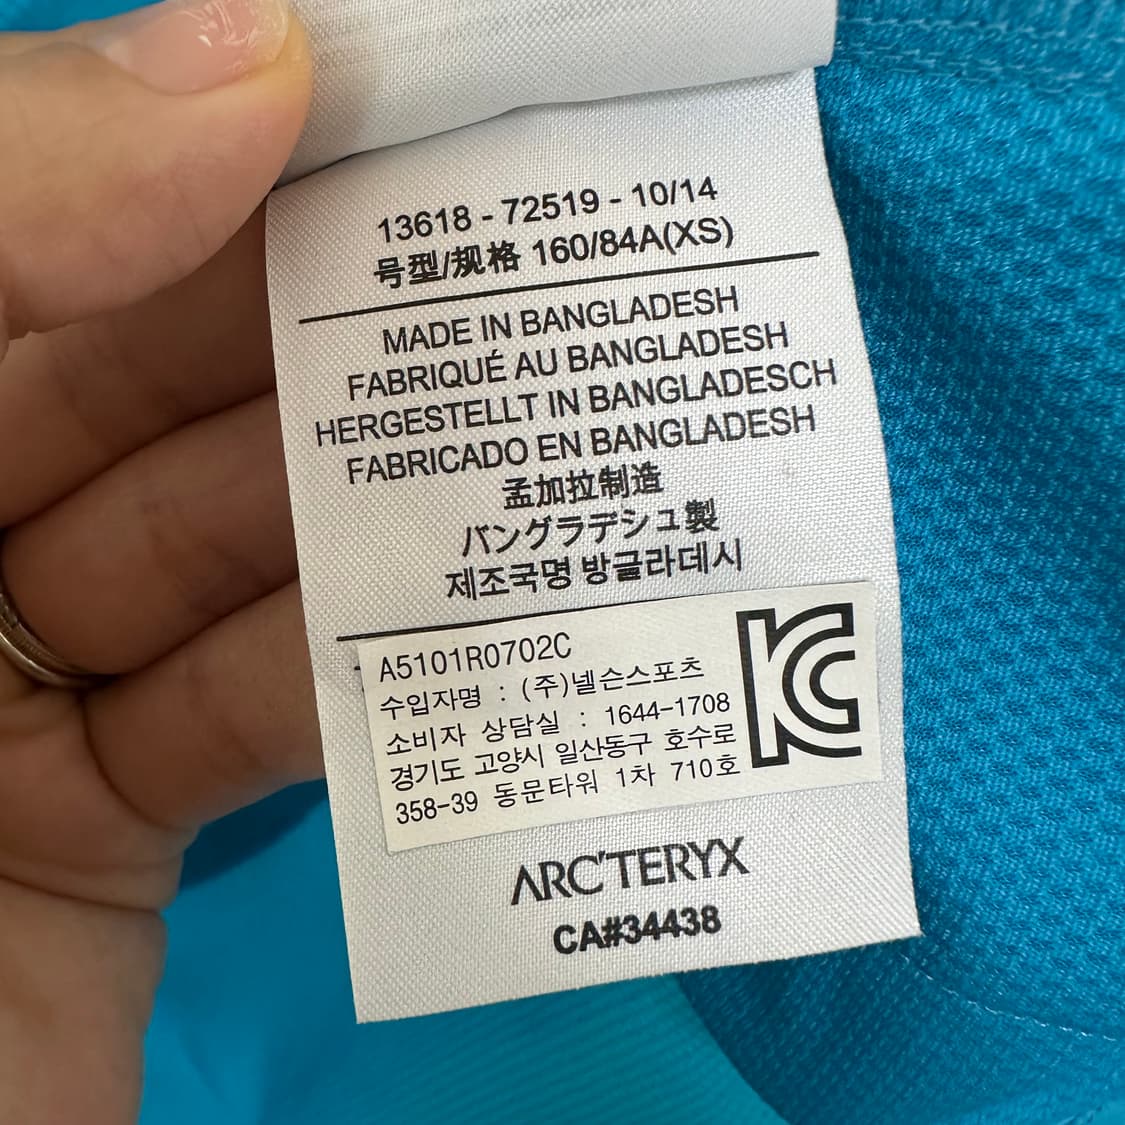 13618 - 72519 - 10/14
号型/规格 160/84A(XS)
MADE IN BANGLADESH
FABRIQUÉ AU BANGLADESH
HERGESTELLT IN BANGLADESCH
FABRICADO EN BANGLADESH
孟加拉制造
バングラデシュ製
제조국명 방글라데시
A5101R0702C
수입자명 : (주)넬슨스포츠
소비자 상담실 : 1644-1708
경기도 고양시 일산동구 호수로
358-39 동문타워 1차 710호
KC
ARC'TERYX
CA#34438